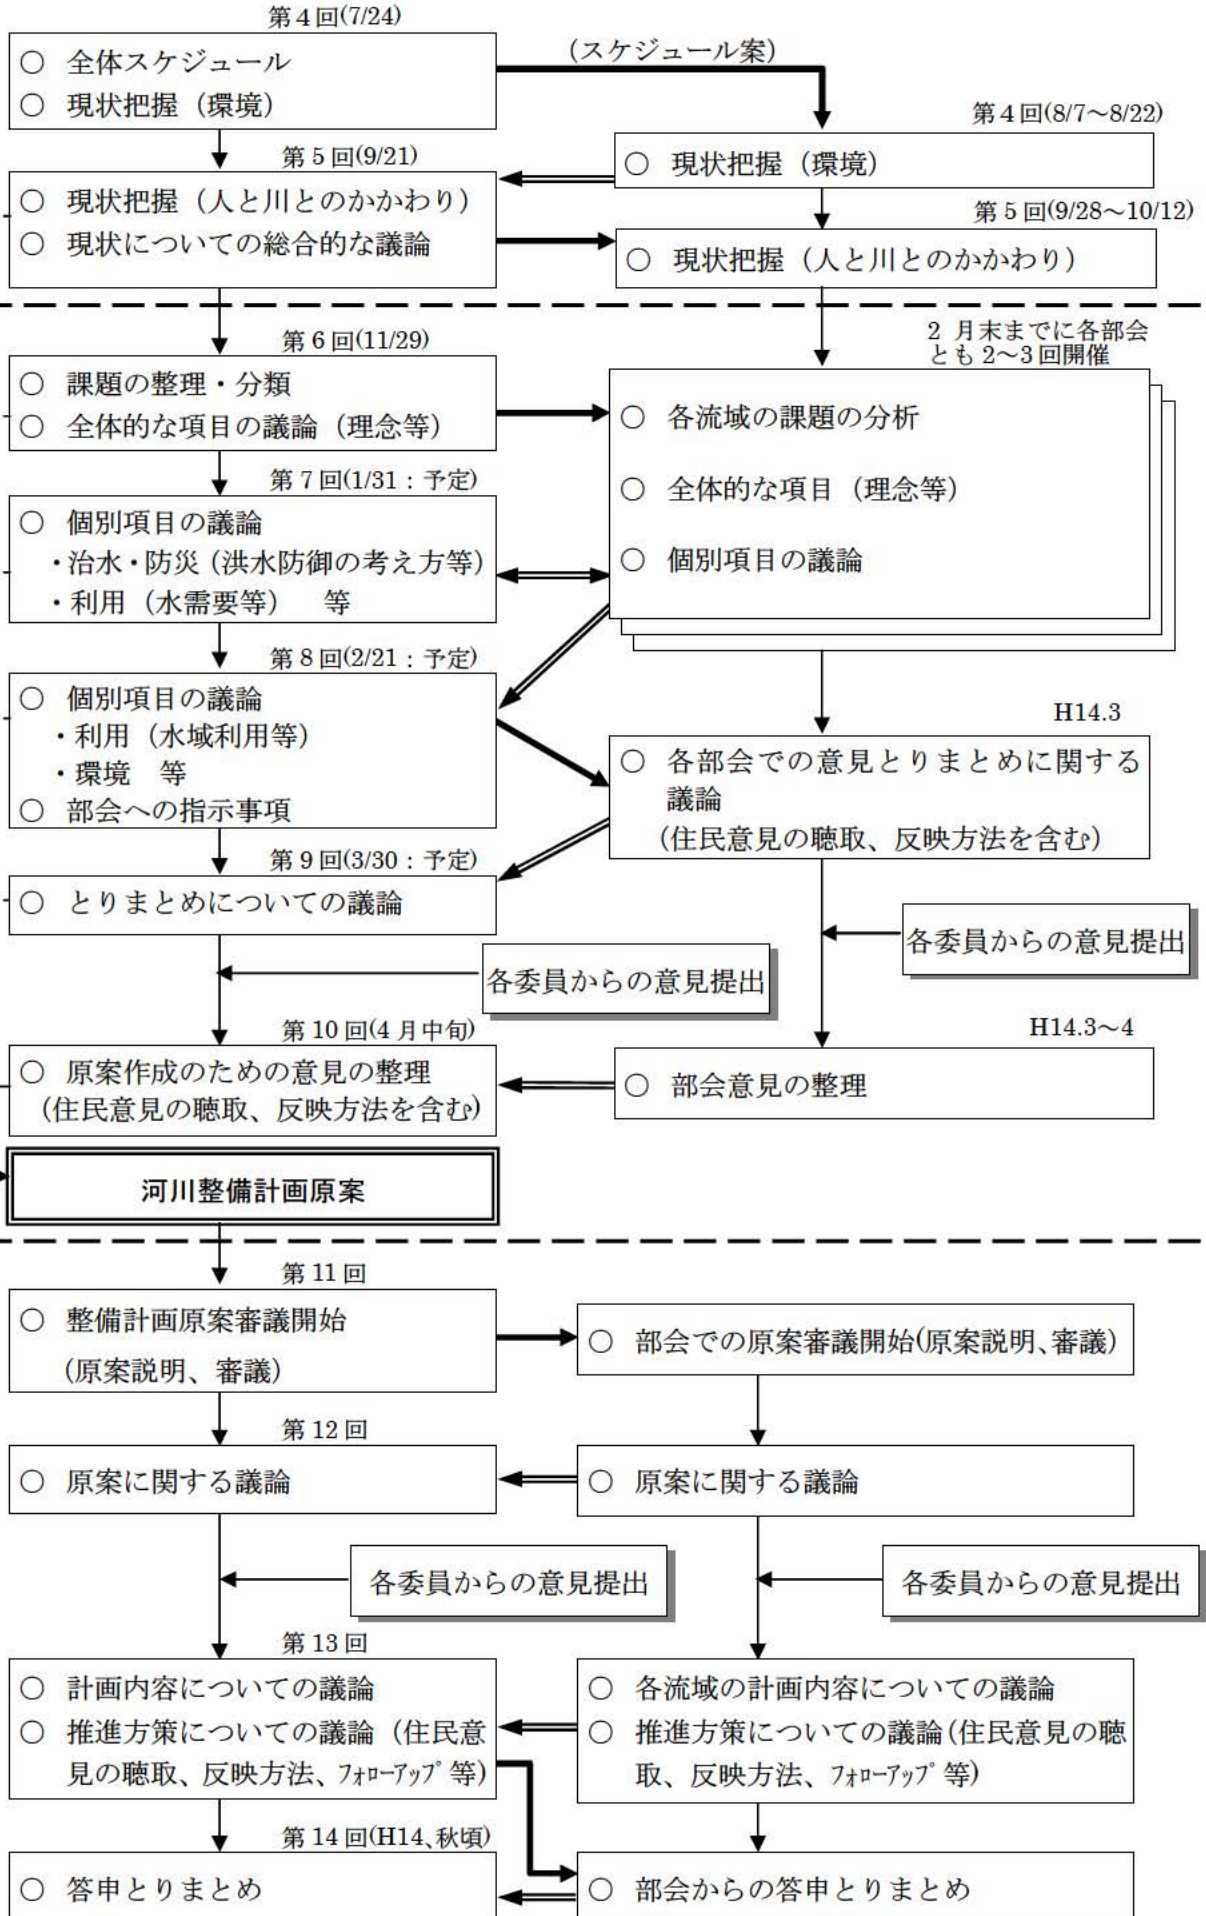 第４回(7/24)
○ 全体スケジュール
○ 現状把握（環境）
（スケジュール案）
第４回(8/7～8/22)
○ 現状把握（環境）
第５回(9/21)
○ 現状把握（人と川とのかかわり）
○ 現状についての総合的な議論
第５回(9/28～10/12)
○ 現状把握（人と川とのかかわり）
第６回(11/29)
○ 課題の整理・分類
○ 全体的な項目の議論（理念等）
2 月末までに各部会
とも 2～3 回開催
○ 各流域の課題の分析
○ 全体的な項目（理念等）
○ 個別項目の議論
第７回(1/31：予定)
○ 個別項目の議論
・治水・防災（洪水防御の考え方等）
・利用（水需要等） 等
第８回(2/21：予定)
○ 個別項目の議論
・利用（水域利用等）
・環境 等
○ 部会への指示事項
H14.3
○ 各部会での意見とりまとめに関する
議論
（住民意見の聴取、反映方法を含む）
第９回(3/30：予定)
○ とりまとめについての議論
各委員からの意見提出
各委員からの意見提出
第 10 回(4 月中旬)
○ 原案作成のための意見の整理
（住民意見の聴取、反映方法を含む）
H14.3～4
○ 部会意見の整理
河川整備計画原案
第 11 回
○ 整備計画原案審議開始
（原案説明、審議）
○ 部会での原案審議開始(原案説明、審議)
第 12 回
○ 原案に関する議論
○ 原案に関する議論
各委員からの意見提出
各委員からの意見提出
第 13 回
○ 計画内容についての議論
○ 推進方策についての議論（住民意
見の聴取、反映方法、ﾌｫﾛｰｱｯﾌﾟ 等）
○ 各流域の計画内容についての議論
○ 推進方策についての議論(住民意見の聴
取、反映方法、ﾌｫﾛｰｱｯﾌﾟ 等)
第 14 回(H14、秋頃)
○ 答申とりまとめ
○ 部会からの答申とりまとめ